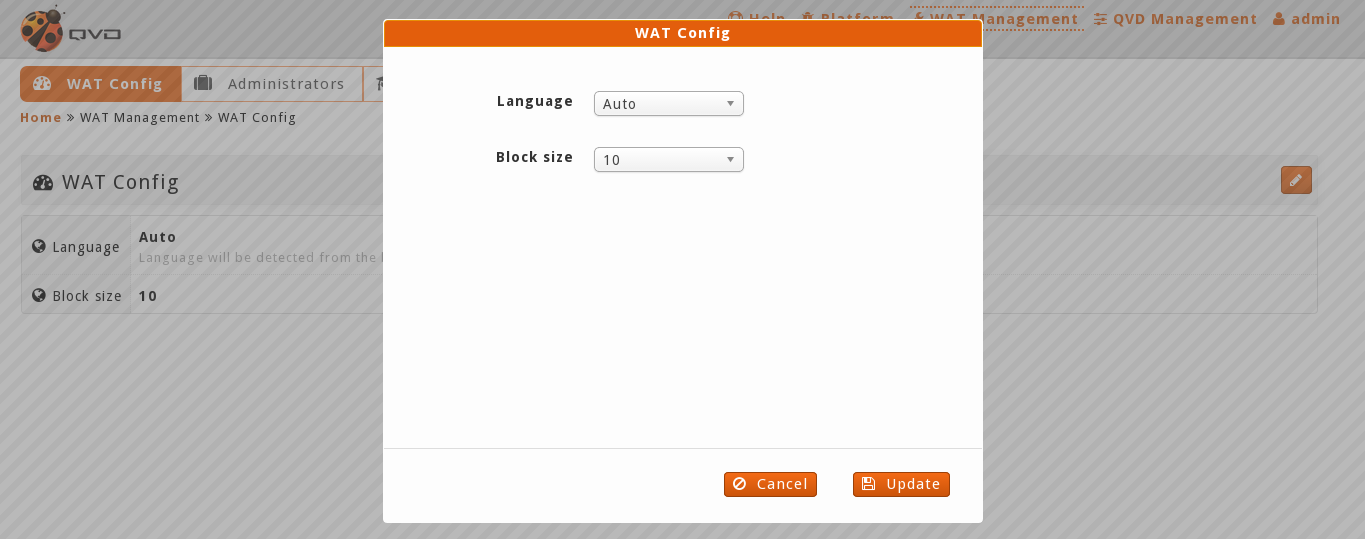 QVD
Help Platform WAT Management QVD Management admin
WAT Config
WAT Config Administrators
Home » WAT Management » WAT Config
Language Auto
Block size 10
WAT Config
Language Auto
Language will be detected from the
Block size 10
Cancel Update